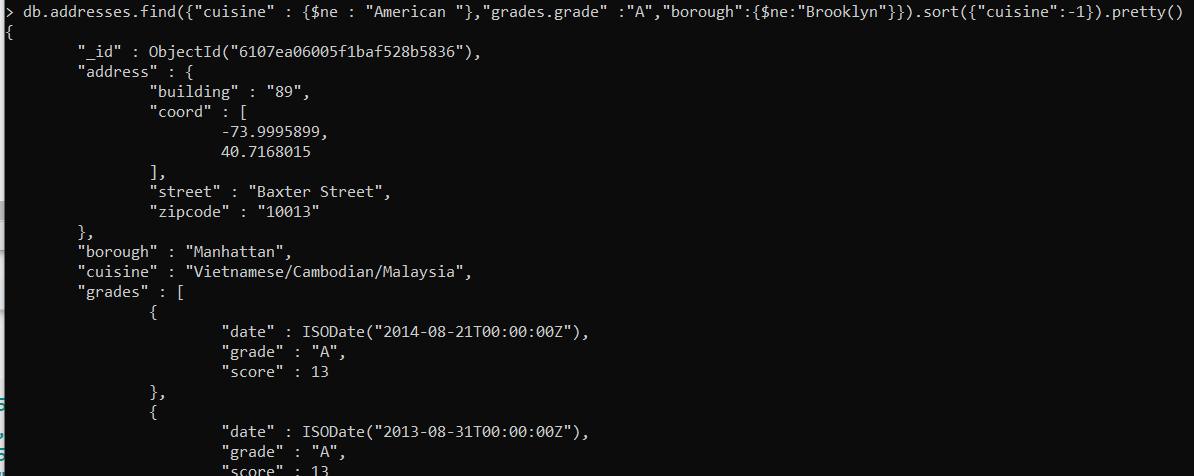 > db.addresses.find({"cuisine" : {$ne : "American "},"grades.grade" :"A","borough":{$ne:"Brooklyn"}}).sort({"cuisine":-1}).pretty()
{
        "_id" : ObjectId("6107ea06005f1baf528b5836"),
        "address" : {
                "building" : "89",
                "coord" : [
                        -73.9995899,
                        40.7168015
                ],
                "street" : "Baxter Street",
                "zipcode" : "10013"
        },
        "borough" : "Manhattan",
        "cuisine" : "Vietnamese/Cambodian/Malaysia",
        "grades" : [
                {
                        "date" : ISODate("2014-08-21T00:00:00Z"),
                        "grade" : "A",
                        "score" : 13
                },
                {
                        "date" : ISODate("2013-08-31T00:00:00Z"),
                        "grade" : "A",
                        "score" : 13